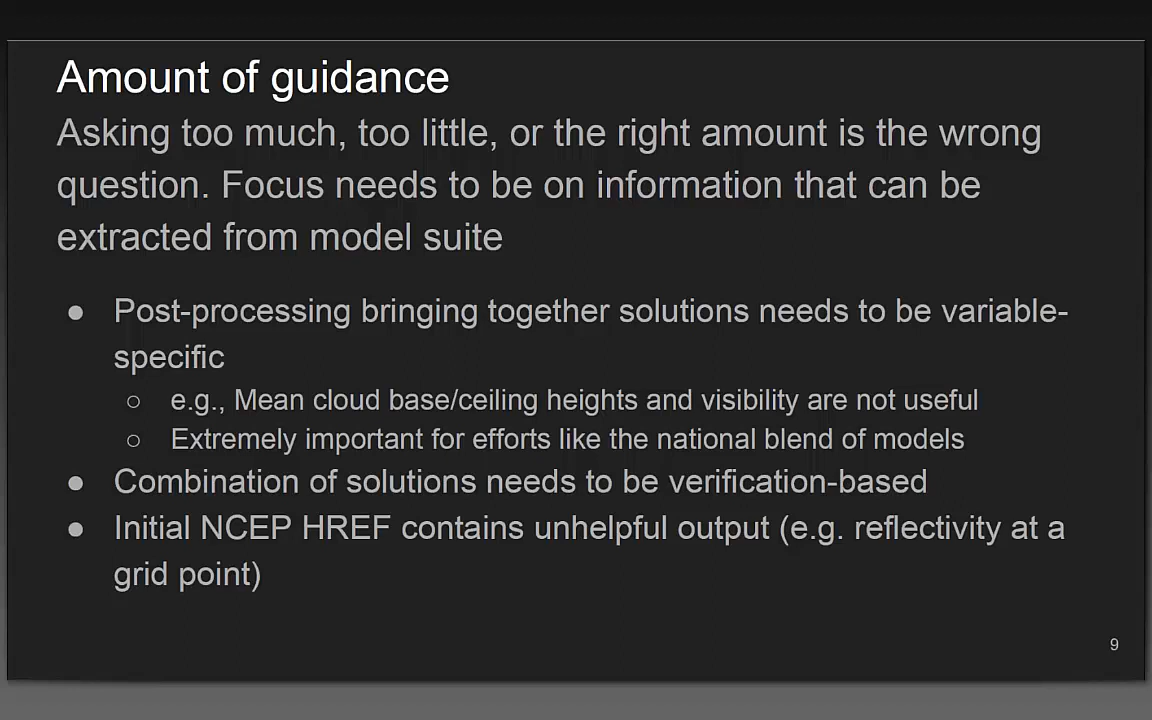 Amount of guidance
Asking too much, too little, or the right amount is the wrong
question. Focus needs to be on information that can be
extracted from model suite
● Post-processing bringing together solutions needs to be variable-
specific
○ e.g., Mean cloud base/ceiling heights and visibility are not useful
○ Extremely important for efforts like the national blend of models
● Combination of solutions needs to be verification-based
● Initial NCEP HREF contains unhelpful output (e.g. reflectivity at a
grid point)
9